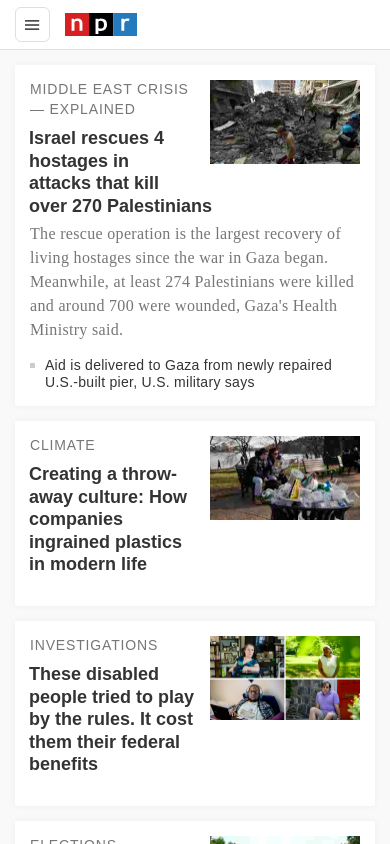 npr
MIDDLE EAST CRISIS
— EXPLAINED
Israel rescues 4
hostages in
attacks that kill
over 270 Palestinians
The rescue operation is the largest recovery of
living hostages since the war in Gaza began.
Meanwhile, at least 274 Palestinians were killed
and around 700 were wounded, Gaza's Health
Ministry said.
Aid is delivered to Gaza from newly repaired
U.S.-built pier, U.S. military says
CLIMATE
Creating a throw-
away culture: How
companies
ingrained plastics
in modern life
INVESTIGATIONS
These disabled
people tried to play
by the rules. It cost
them their federal
benefits
ELECTIONS